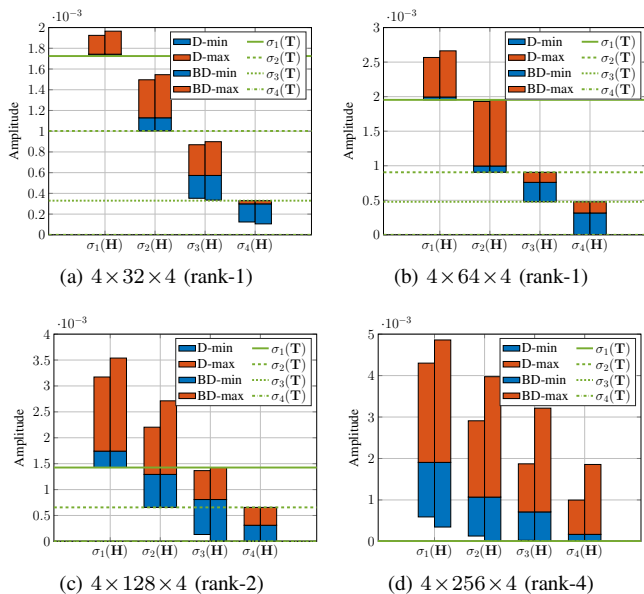 ·10⁻³
2
1.8
1.6
1.4
1.2
1
0.8
0.6
0.4
0.2
0
Amplitude
D-min
D-max
BD-min
BD-max
σ₁(T)
σ₂(T)
σ₃(T)
σ₄(T)
σ₁(H) σ₂(H) σ₃(H) σ₄(H)
(a) 4×32×4 (rank-1)
·10⁻³
3
2.5
2
1.5
1
0.5
0
Amplitude
D-min
D-max
BD-min
BD-max
σ₁(T)
σ₂(T)
σ₃(T)
σ₄(T)
σ₁(H) σ₂(H) σ₃(H) σ₄(H)
(b) 4×64×4 (rank-1)
·10⁻³
4
3.5
3
2.5
2
1.5
1
0.5
0
Amplitude
D-min
D-max
BD-min
BD-max
σ₁(T)
σ₂(T)
σ₃(T)
σ₄(T)
σ₁(H) σ₂(H) σ₃(H) σ₄(H)
(c) 4×128×4 (rank-2)
·10⁻³
5
4
3
2
1
0
Amplitude
D-min
D-max
BD-min
BD-max
σ₁(T)
σ₂(T)
σ₃(T)
σ₄(T)
σ₁(H) σ₂(H) σ₃(H) σ₄(H)
(d) 4×256×4 (rank-4)